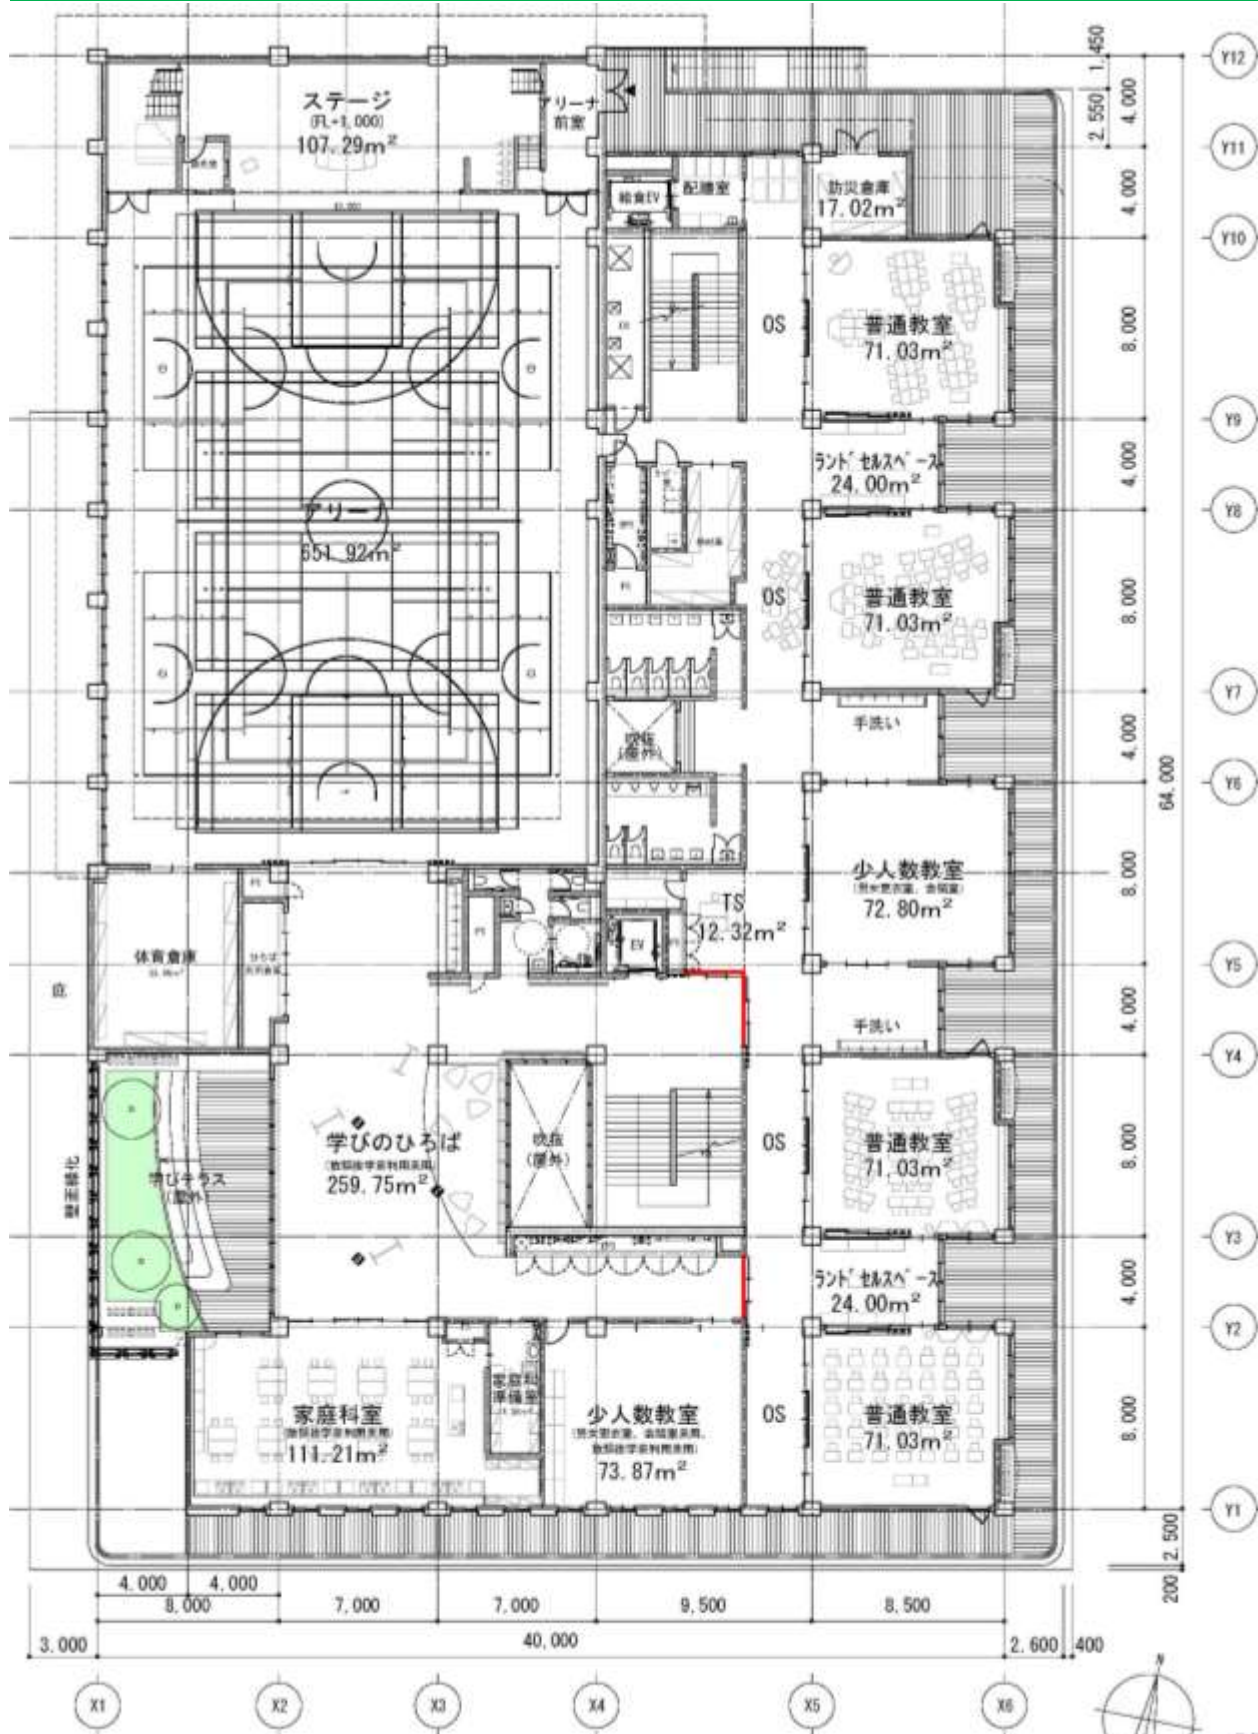 1.450
Y12
ステージ
(FL+1,000)
107.29m²
アリーナ
前室
4,000
2.550
Y11
給食EV
配膳室
防災倉庫
17.02m²
4,000
Y10
OS
普通教室
71.03m²
8,000
Y9
ランドセルスペース
24.00m²
4,000
Y8
アリーナ
651.92m²
OS
普通教室
71.03m²
8,000
Y7
吹抜
(屋外)
手洗い
4,000
64,000
Y6
少人数教室
72.80m²
8,000
PS
TS
12.32m²
EV
PS
体育倉庫
Y5
庇
手洗い
4,000
Y4
学びのひろば
259.75m²
吹抜
(屋外)
OS
普通教室
71.03m²
8,000
壁面緑化
学びテラス
(屋外)
Y3
ランドセルスペース
24.00m²
4,000
Y2
家庭科室
111.21m²
家庭科
準備室
少人数教室
73.87m²
OS
普通教室
71.03m²
8,000
Y1
2.500
200
4.000
4.000
8,000
7,000
7,000
9,500
8,500
3.000
40,000
2.600
400
X1
X2
X3
X4
X5
X6
N